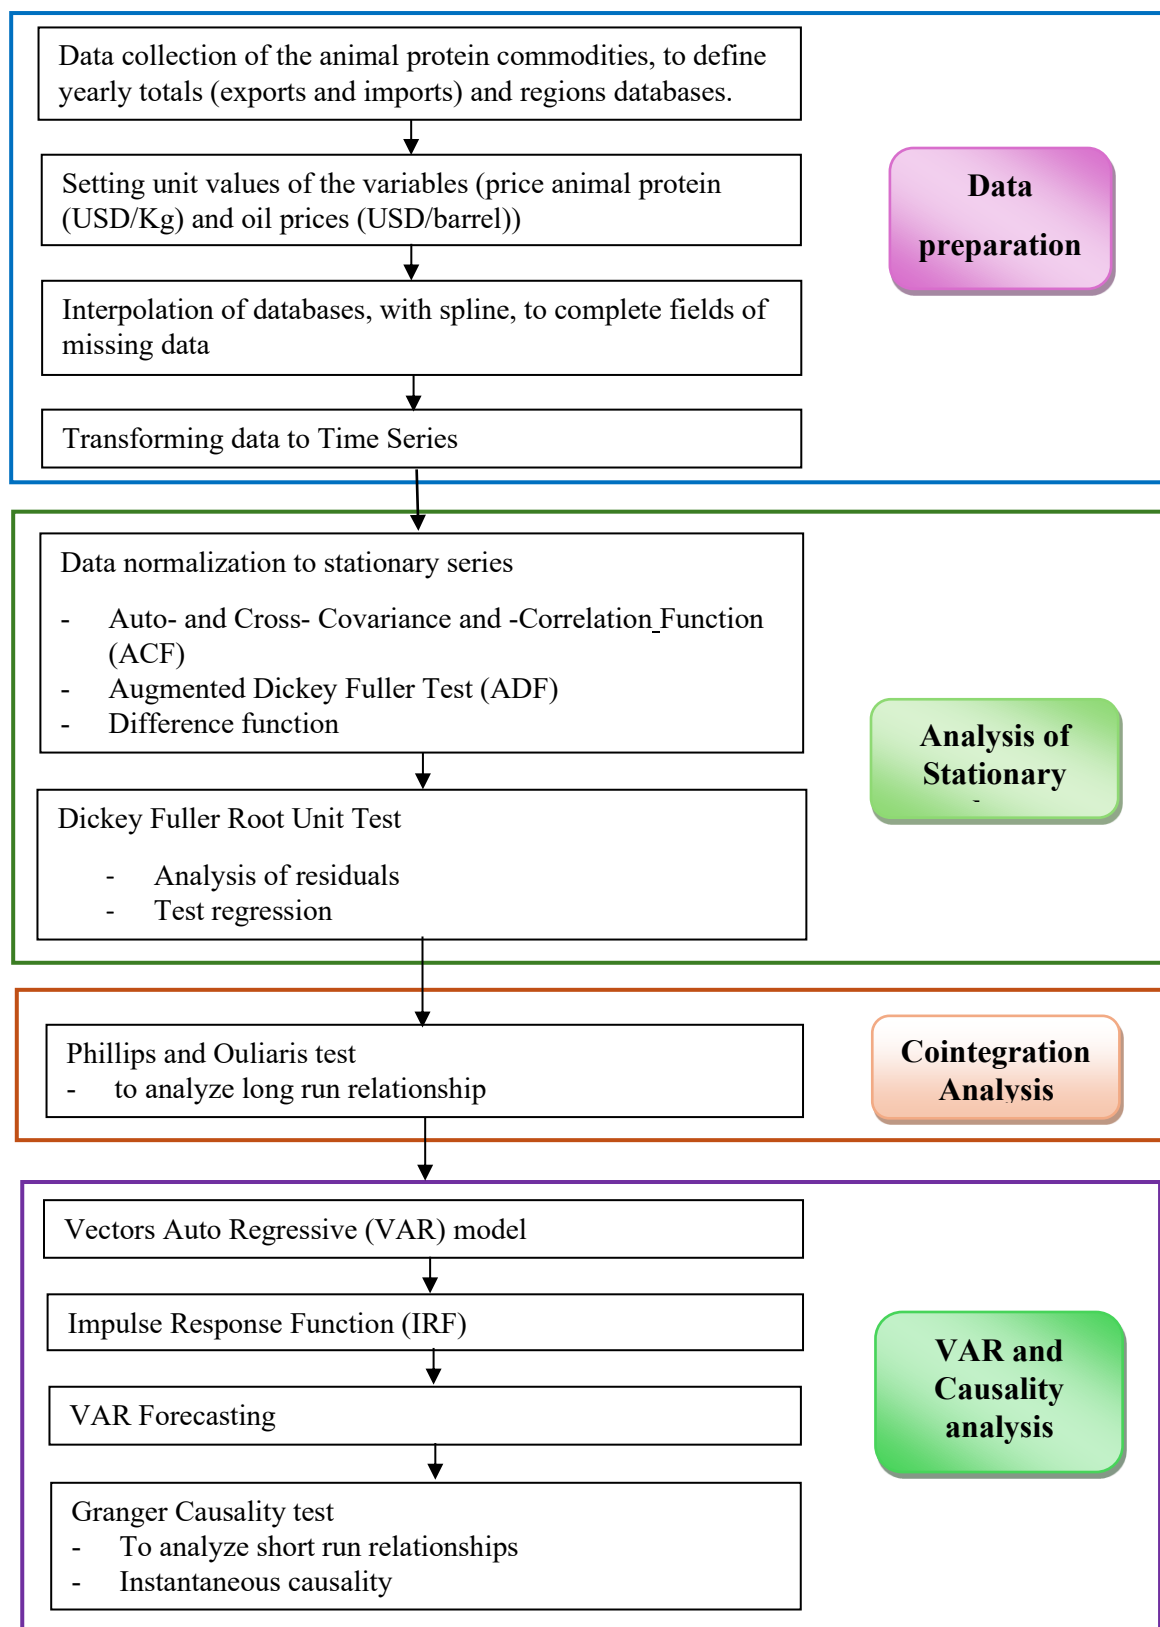 Data collection of the animal protein commodities, to define
yearly totals (exports and imports) and regions databases.
Setting unit values of the variables (price animal protein
(USD/Kg) and oil prices (USD/barrel))
Data
preparation
Interpolation of databases, with spline, to complete fields of
missing data
Transforming data to Time Series
Data normalization to stationary series
- Auto- and Cross- Covariance and -Correlation Function
(ACF)
- Augmented Dickey Fuller Test (ADF)
- Difference function
Analysis of
Stationary
Dickey Fuller Root Unit Test
- Analysis of residuals
- Test regression
Phillips and Ouliaris test
- to analyze long run relationship
Cointegration
Analysis
Vectors Auto Regressive (VAR) model
Impulse Response Function (IRF)
VAR Forecasting
VAR and
Causality
analysis
Granger Causality test
- To analyze short run relationships
- Instantaneous causality